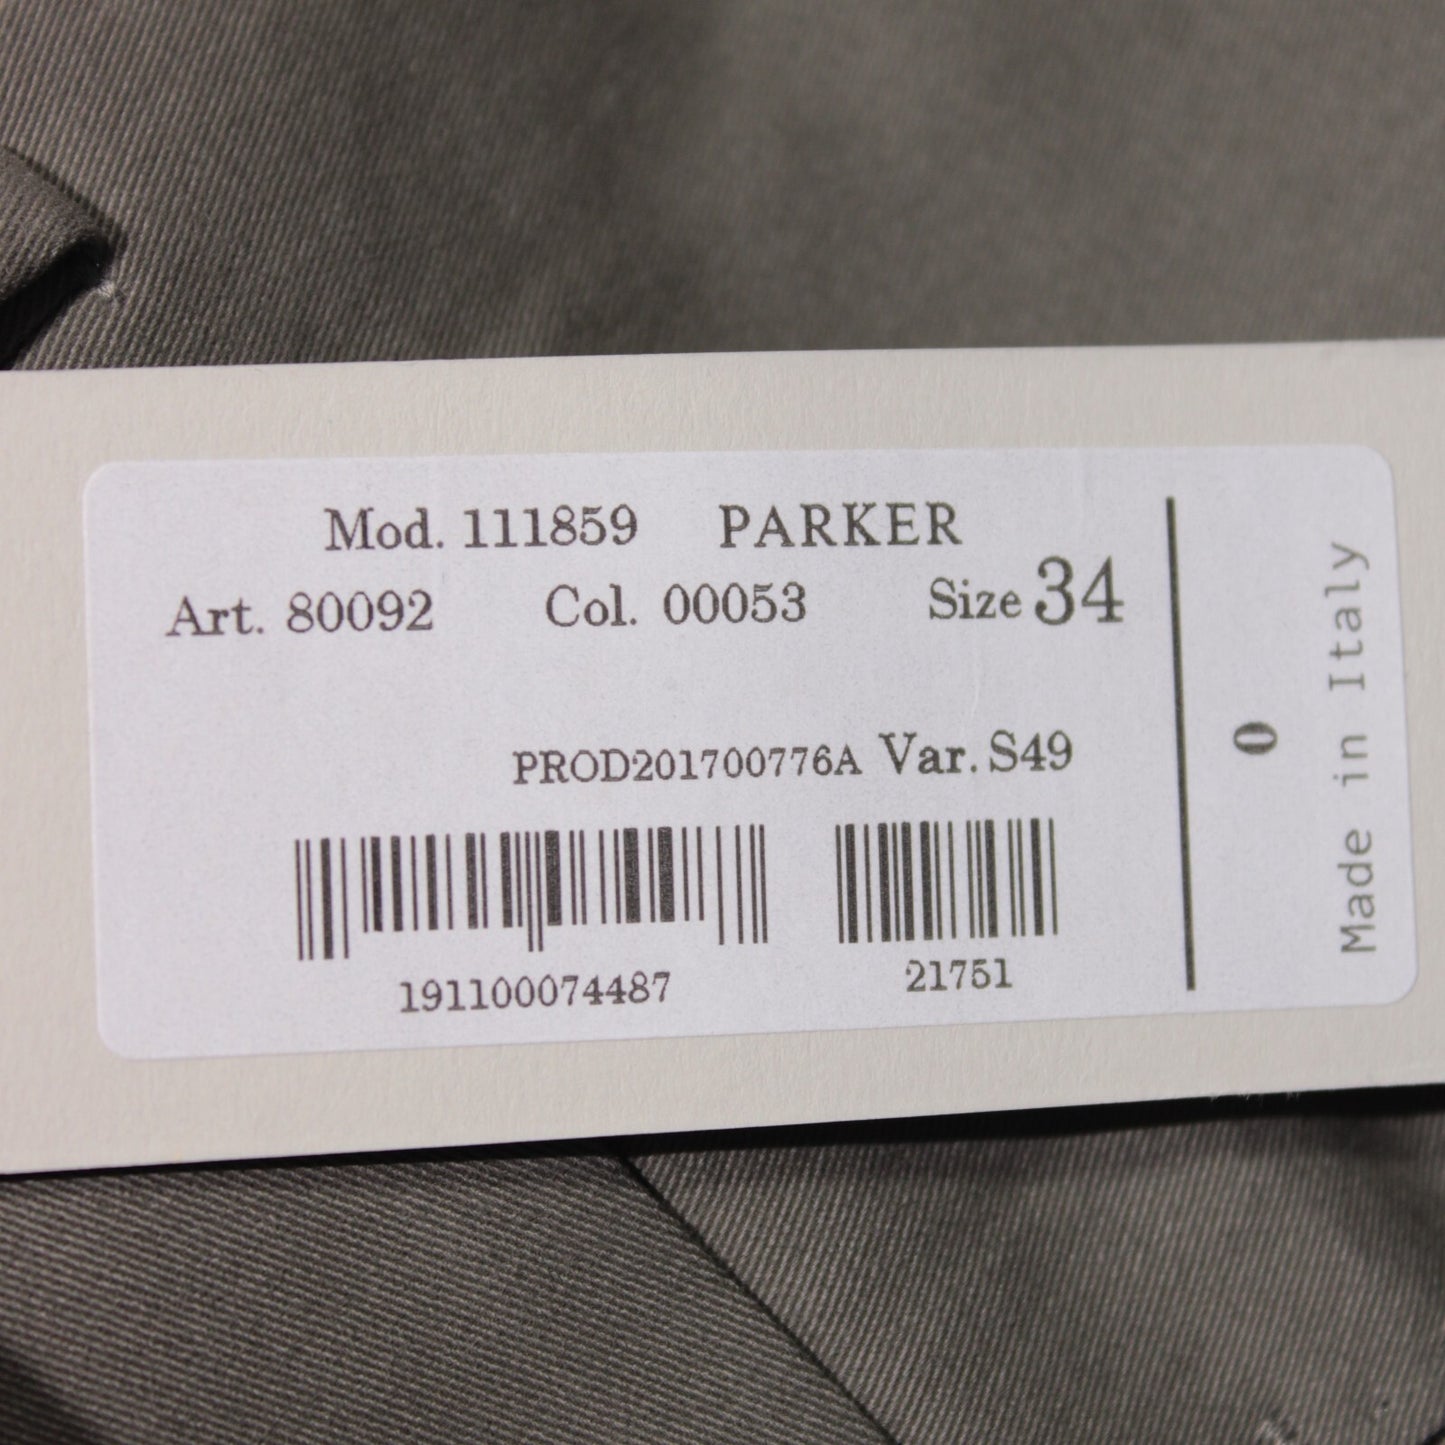 Mod. 111859 PARKER
Art. 80092 Col. 00053 Size 34
PROD201700776A Var. S49
191100074487 21751
0
Made in Italy